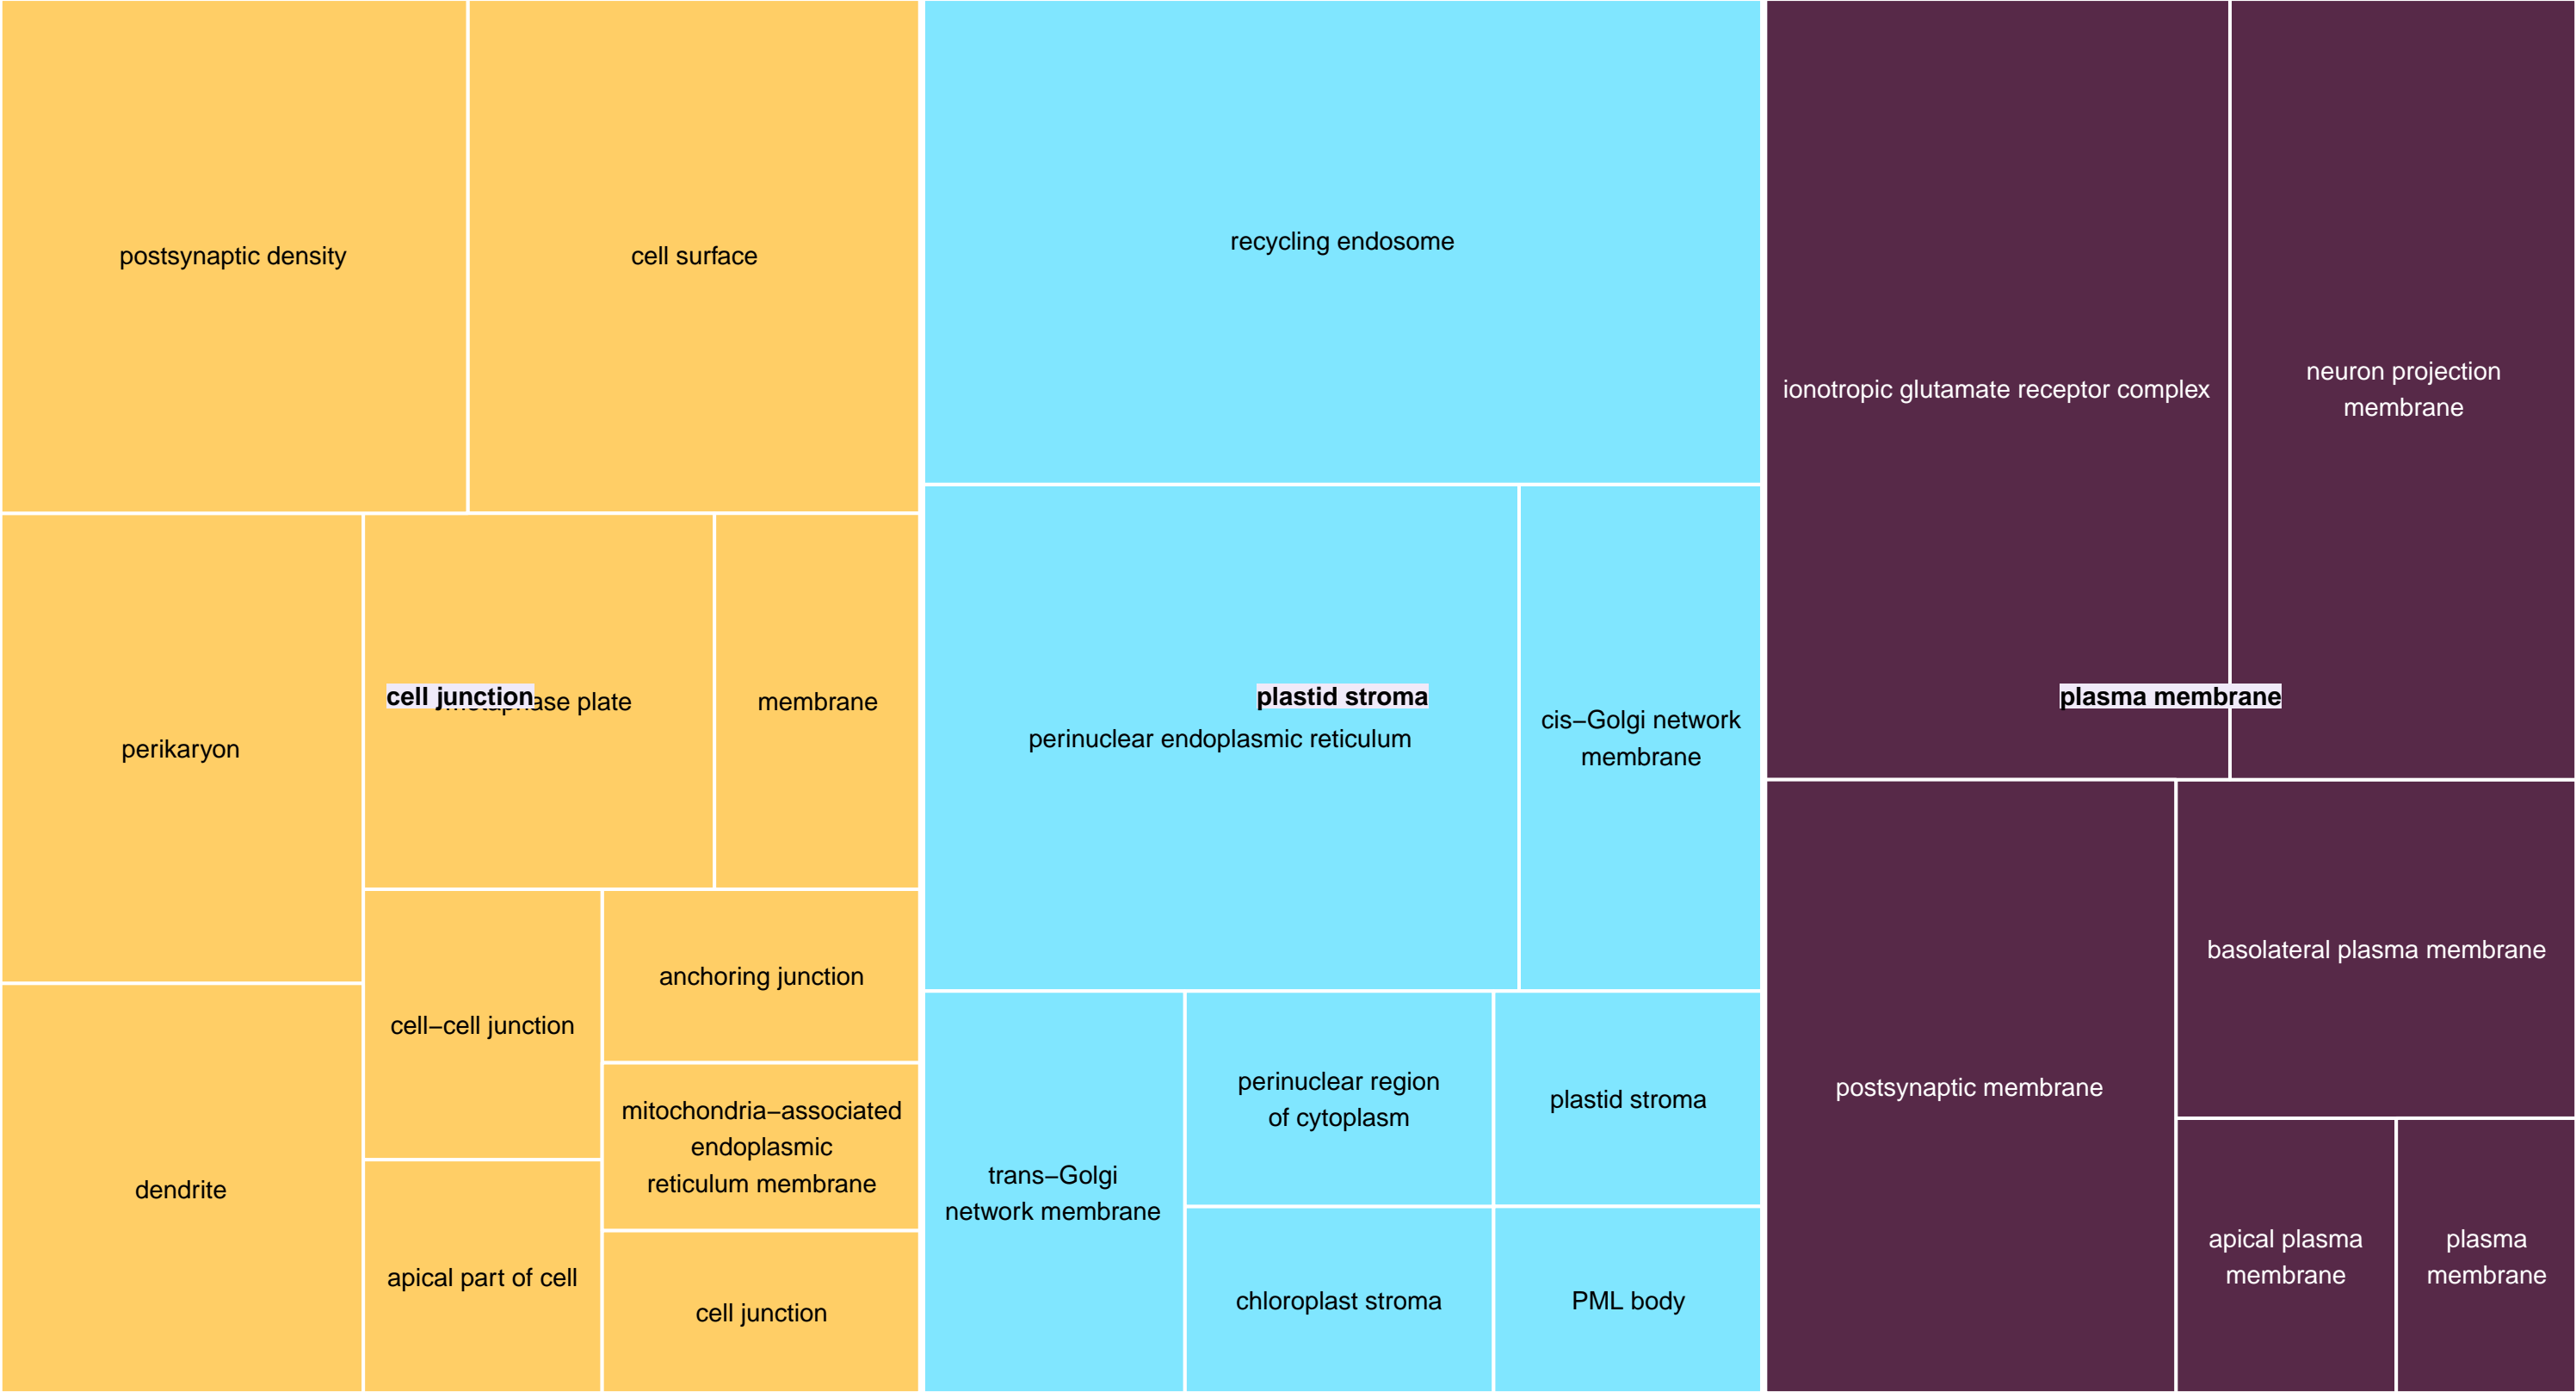 postsynaptic density
cell surface
perikaryon
cell junction
ase plate
membrane
dendrite
cell–cell junction
anchoring junction
mitochondria–associated
endoplasmic
reticulum membrane
apical part of cell
cell junction
recycling endosome
plastid stroma
perinuclear endoplasmic reticulum
cis–Golgi network
membrane
trans–Golgi
network membrane
perinuclear region
of cytoplasm
plastid stroma
chloroplast stroma
PML body
ionotropic glutamate receptor complex
neuron projection
membrane
plasma membrane
postsynaptic membrane
basolateral plasma membrane
apical plasma
membrane
plasma
membrane